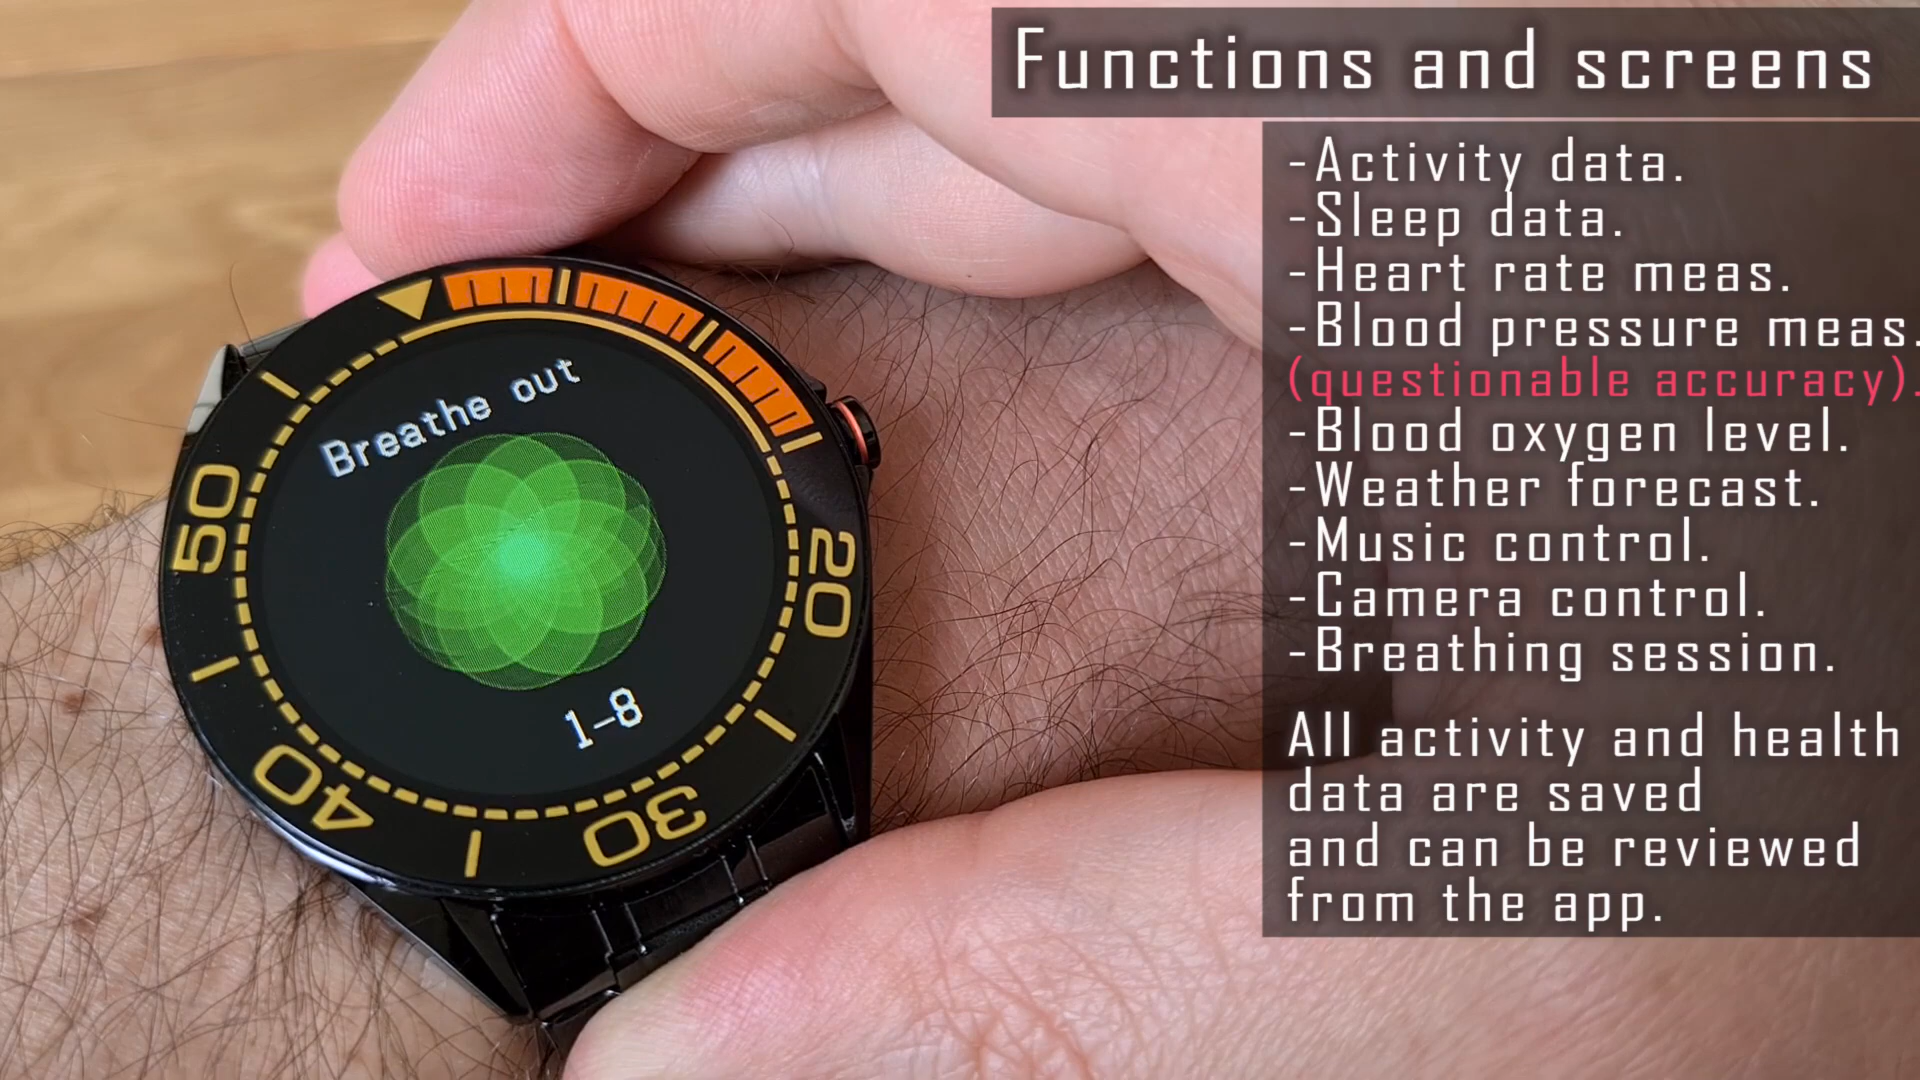 Functions and screens
-Activity data.
-Sleep data.
-Heart rate meas.
-Blood pressure meas.
(questionable accuracy).
-Blood oxygen level.
-Weather forecast.
-Music control.
-Camera control.
-Breathing session.
All activity and health
data are saved
and can be reviewed
from the app.
Breathe out
1-8
50
20
40
30